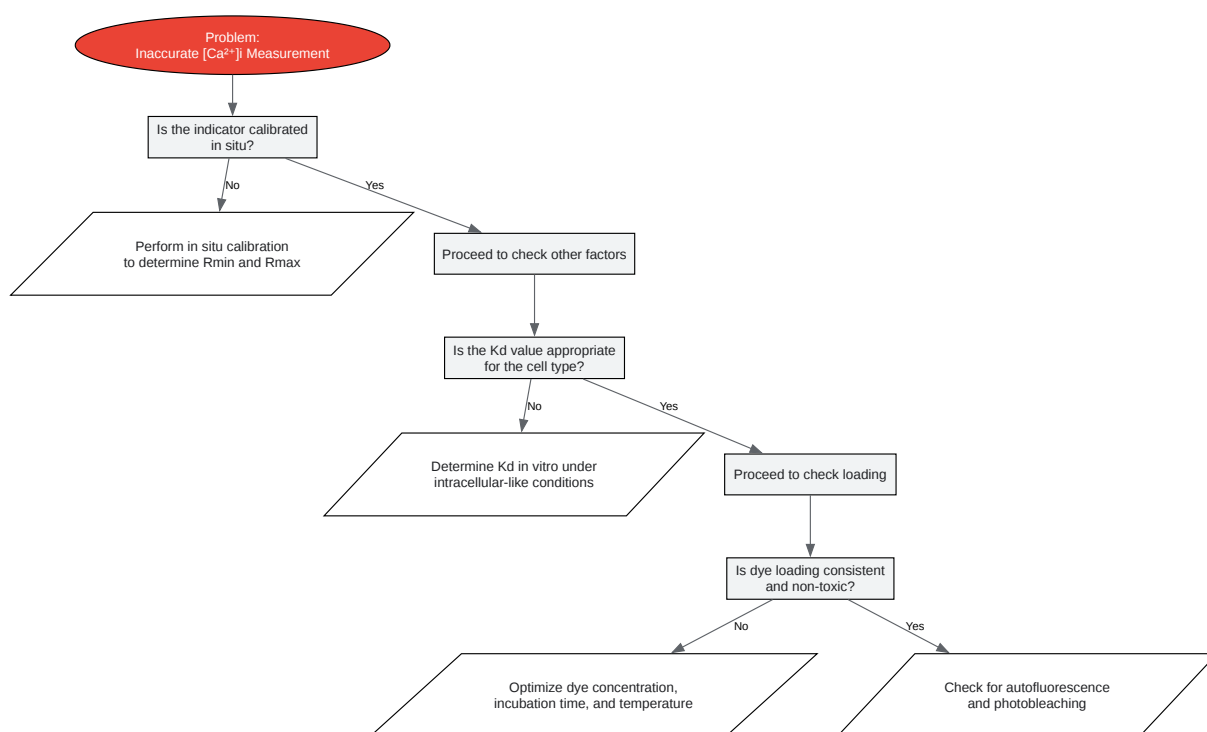 Problem:
Inaccurate [Ca²⁺]i Measurement
Is the indicator calibrated
in situ?
No
Yes
Perform in situ calibration
to determine Rmin and Rmax
Proceed to check other factors
Is the Kd value appropriate
for the cell type?
No
Yes
Determine Kd in vitro under
intracellular-like conditions
Proceed to check loading
Is dye loading consistent
and non-toxic?
No
Yes
Optimize dye concentration,
incubation time, and temperature
Check for autofluorescence
and photobleaching